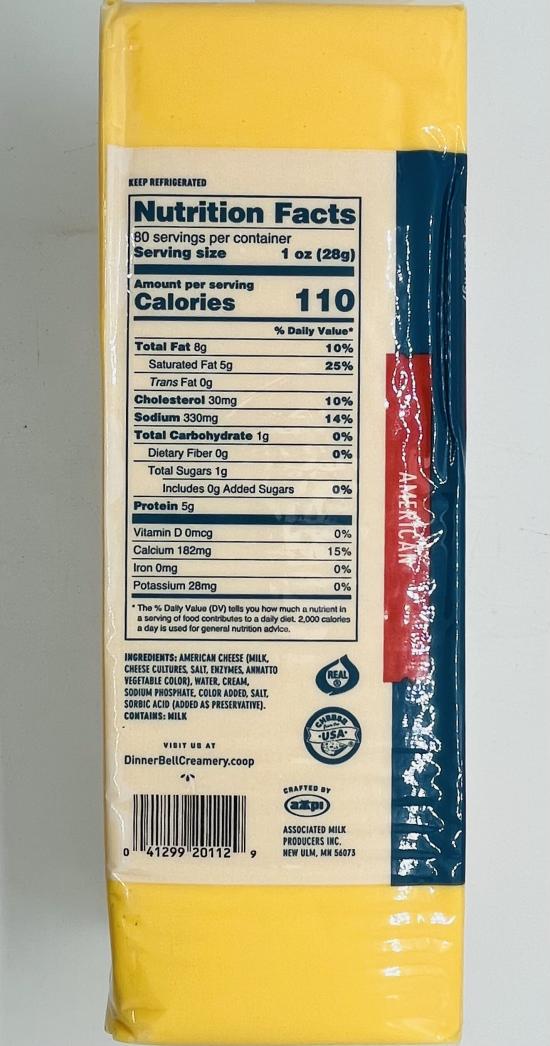 KEEP REFRIGERATED
Nutrition Facts
80 servings per container
Serving size 1 oz (28g)
Amount per serving
Calories 110
% Daily Value*
Total Fat 8g 10%
Saturated Fat 5g 25%
Trans Fat 0g
Cholesterol 30mg 10%
Sodium 330mg 14%
Total Carbohydrate 1g 0%
Dietary Fiber 0g 0%
Total Sugars 1g
Includes 0g Added Sugars 0%
Protein 5g
Vitamin D 0mcg 0%
Calcium 182mg 15%
Iron 0mg 0%
Potassium 28mg 0%
* The % Daily Value (DV) tells you how much a nutrient in
a serving of food contributes to a daily diet. 2,000 calories
a day is used for general nutrition advice.
INGREDIENTS: AMERICAN CHEESE (MILK,
CHEESE CULTURES, SALT, ENZYMES, ANNATTO
VEGETABLE COLOR), WATER, CREAM,
SODIUM PHOSPHATE, COLOR ADDED, SALT,
SORBIC ACID (ADDED AS PRESERVATIVE).
CONTAINS: MILK
REAL ®
CHEESE
from the
USA
VISIT US AT
DinnerBellCreamery.coop
0 41299 20112 9
CRAFTED BY
ampi
ASSOCIATED MILK
PRODUCERS INC.
NEW ULM, MN 56073
AMERICAN